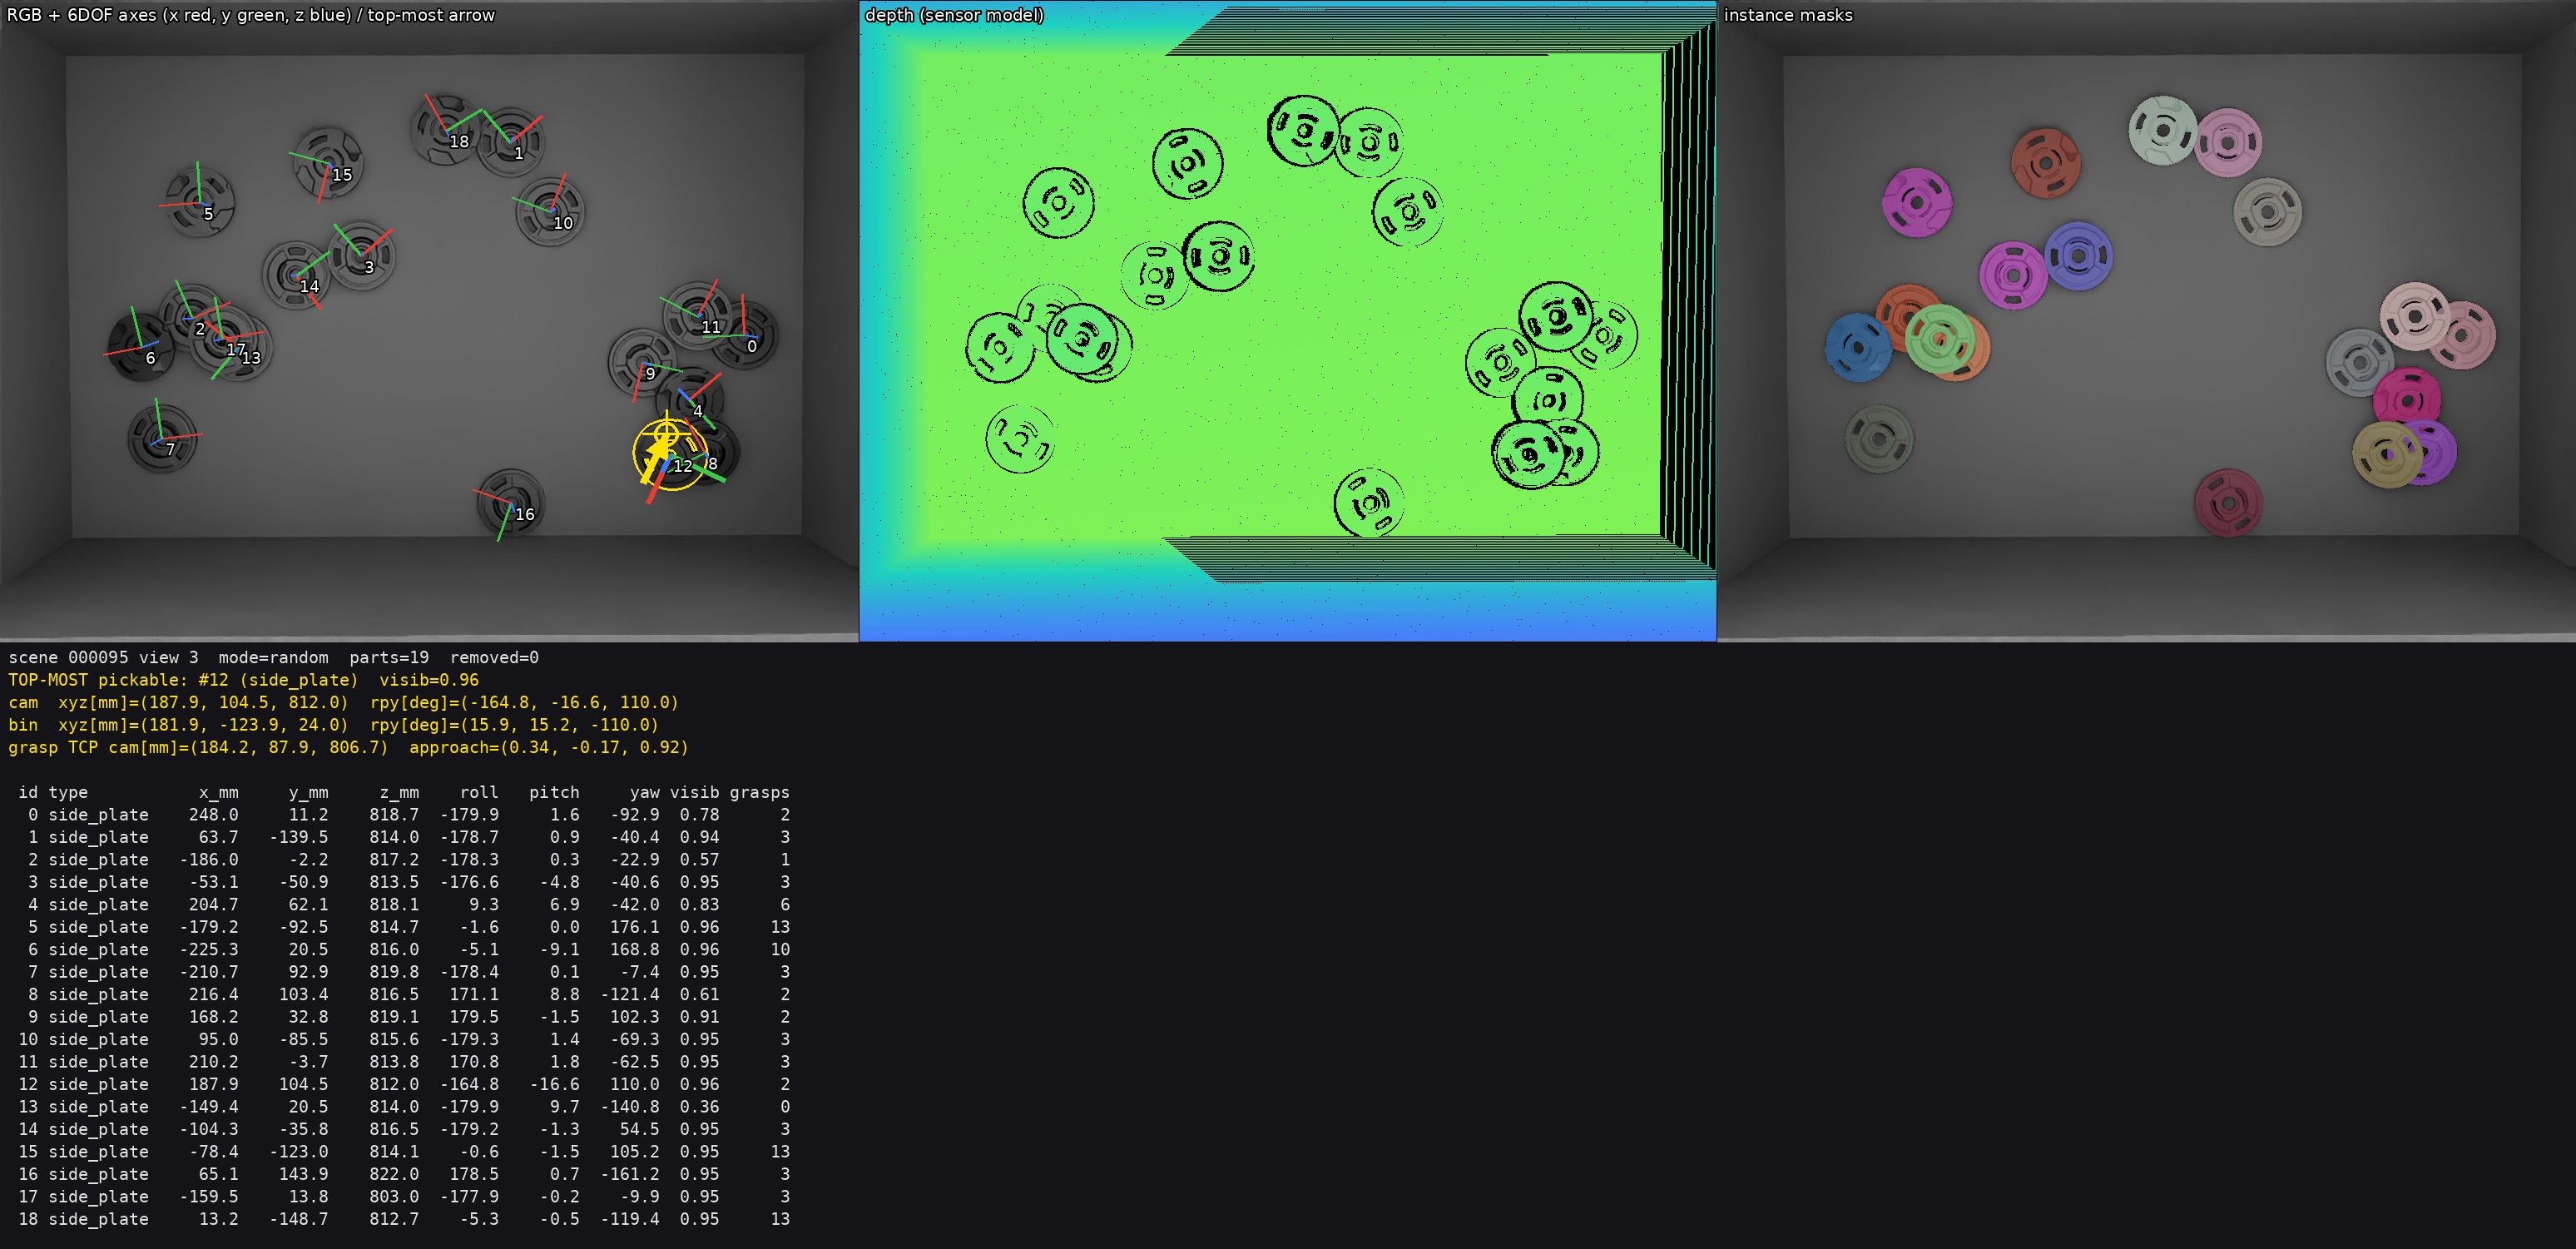 RGB + 6DOF axes (x red, y green, z blue) / top-most arrow
depth (sensor model)
instance masks
18
1
15
5
10
3
14
2
11
17
13
0
6
9
4
7
12
8
16
scene 000095 view 3 mode=random parts=19 removed=0
TOP-MOST pickable: #12 (side_plate) visib=0.96
cam xyz[mm]=(187.9, 104.5, 812.0) rpy[deg]=(-164.8, -16.6, 110.0)
bin xyz[mm]=(181.9, -123.9, 24.0) rpy[deg]=(15.9, 15.2, -110.0)
grasp TCP cam[mm]=(184.2, 87.9, 806.7) approach=(0.34, -0.17, 0.92)
id type x_mm y_mm z_mm roll pitch yaw visib grasps
0 side_plate 248.0 11.2 818.7 -179.9 1.6 -92.9 0.78 2
1 side_plate 63.7 -139.5 814.0 -178.7 0.9 -40.4 0.94 3
2 side_plate -186.0 -2.2 817.2 -178.3 0.3 -22.9 0.57 1
3 side_plate -53.1 -50.9 813.5 -176.6 -4.8 -40.6 0.95 3
4 side_plate 204.7 62.1 818.1 9.3 6.9 -42.0 0.83 6
5 side_plate -179.2 -92.5 814.7 -1.6 0.0 176.1 0.96 13
6 side_plate -225.3 20.5 816.0 -5.1 -9.1 168.8 0.96 10
7 side_plate -210.7 92.9 819.8 -178.4 0.1 -7.4 0.95 3
8 side_plate 216.4 103.4 816.5 171.1 8.8 -121.4 0.61 2
9 side_plate 168.2 32.8 819.1 179.5 -1.5 102.3 0.91 2
10 side_plate 95.0 -85.5 815.6 -179.3 1.4 -69.3 0.95 3
11 side_plate 210.2 -3.7 813.8 170.8 1.8 -62.5 0.95 3
12 side_plate 187.9 104.5 812.0 -164.8 -16.6 110.0 0.96 2
13 side_plate -149.4 20.5 814.0 -179.9 9.7 -140.8 0.36 0
14 side_plate -104.3 -35.8 816.5 -179.2 -1.3 54.5 0.95 3
15 side_plate -78.4 -123.0 814.1 -0.6 -1.5 105.2 0.95 13
16 side_plate 65.1 143.9 822.0 178.5 0.7 -161.2 0.95 3
17 side_plate -159.5 13.8 803.0 -177.9 -0.2 -9.9 0.95 3
18 side_plate 13.2 -148.7 812.7 -5.3 -0.5 -119.4 0.95 13